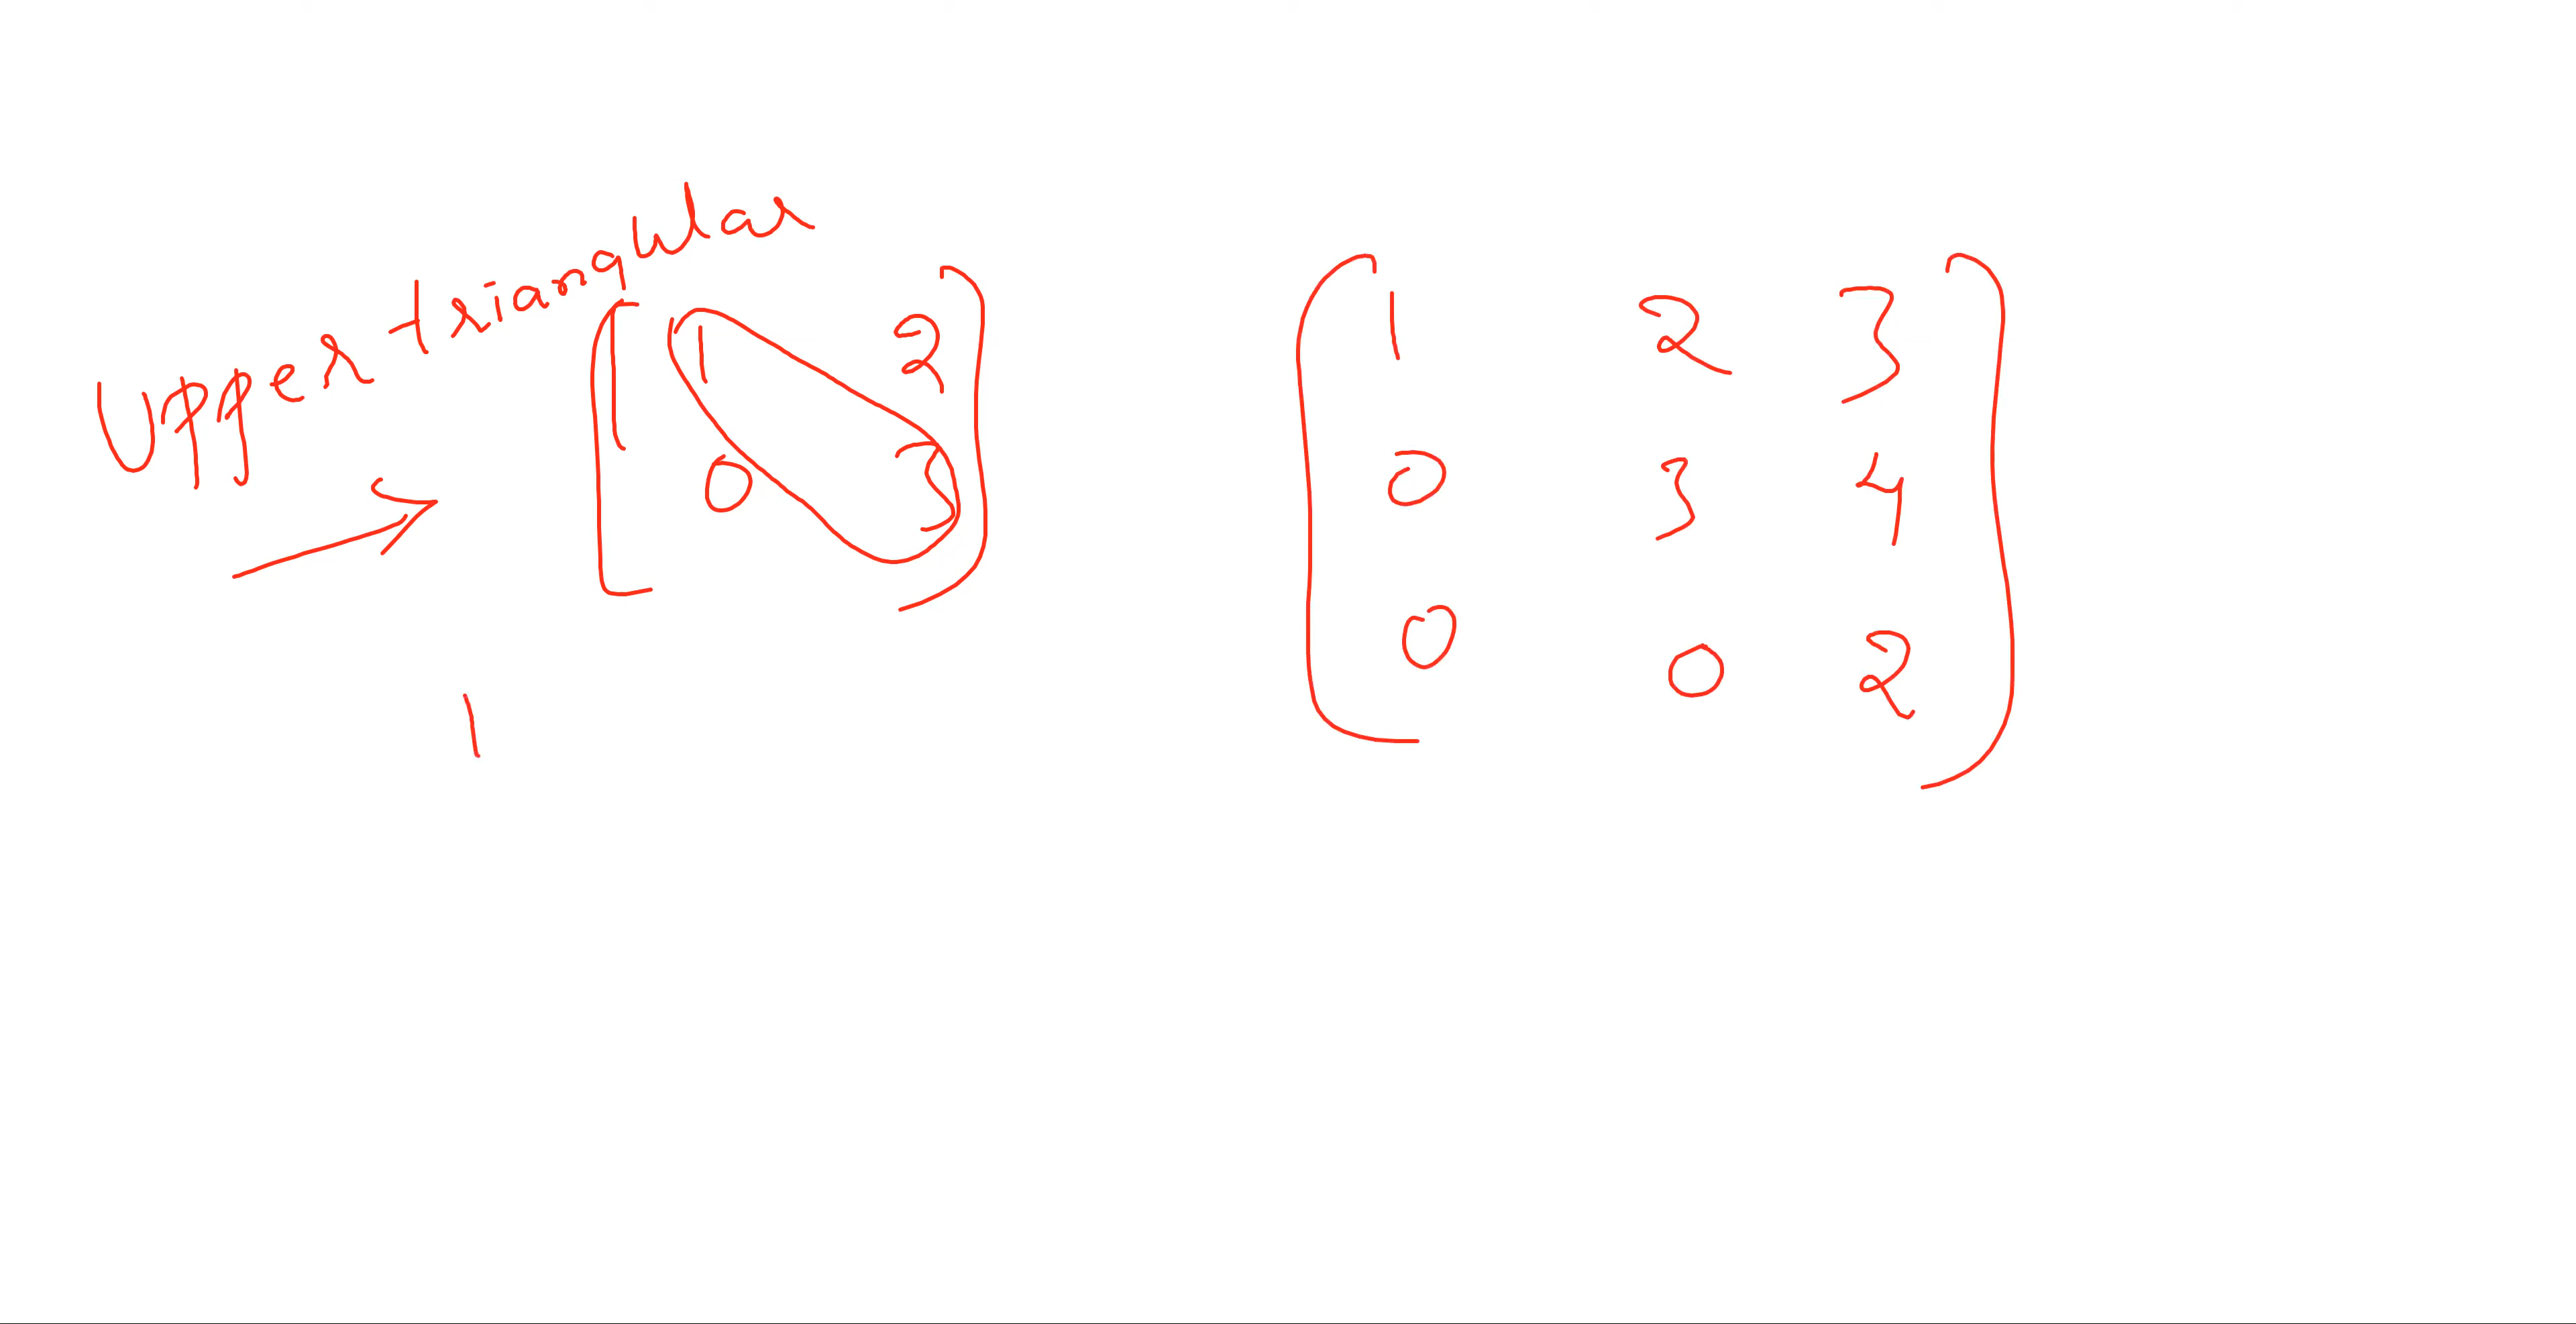 Upper triangular
[ 1 2 ] ( 1 2 3 )
[ 0 3 ] ( 0 3 4 )
( 0 0 2 )
1